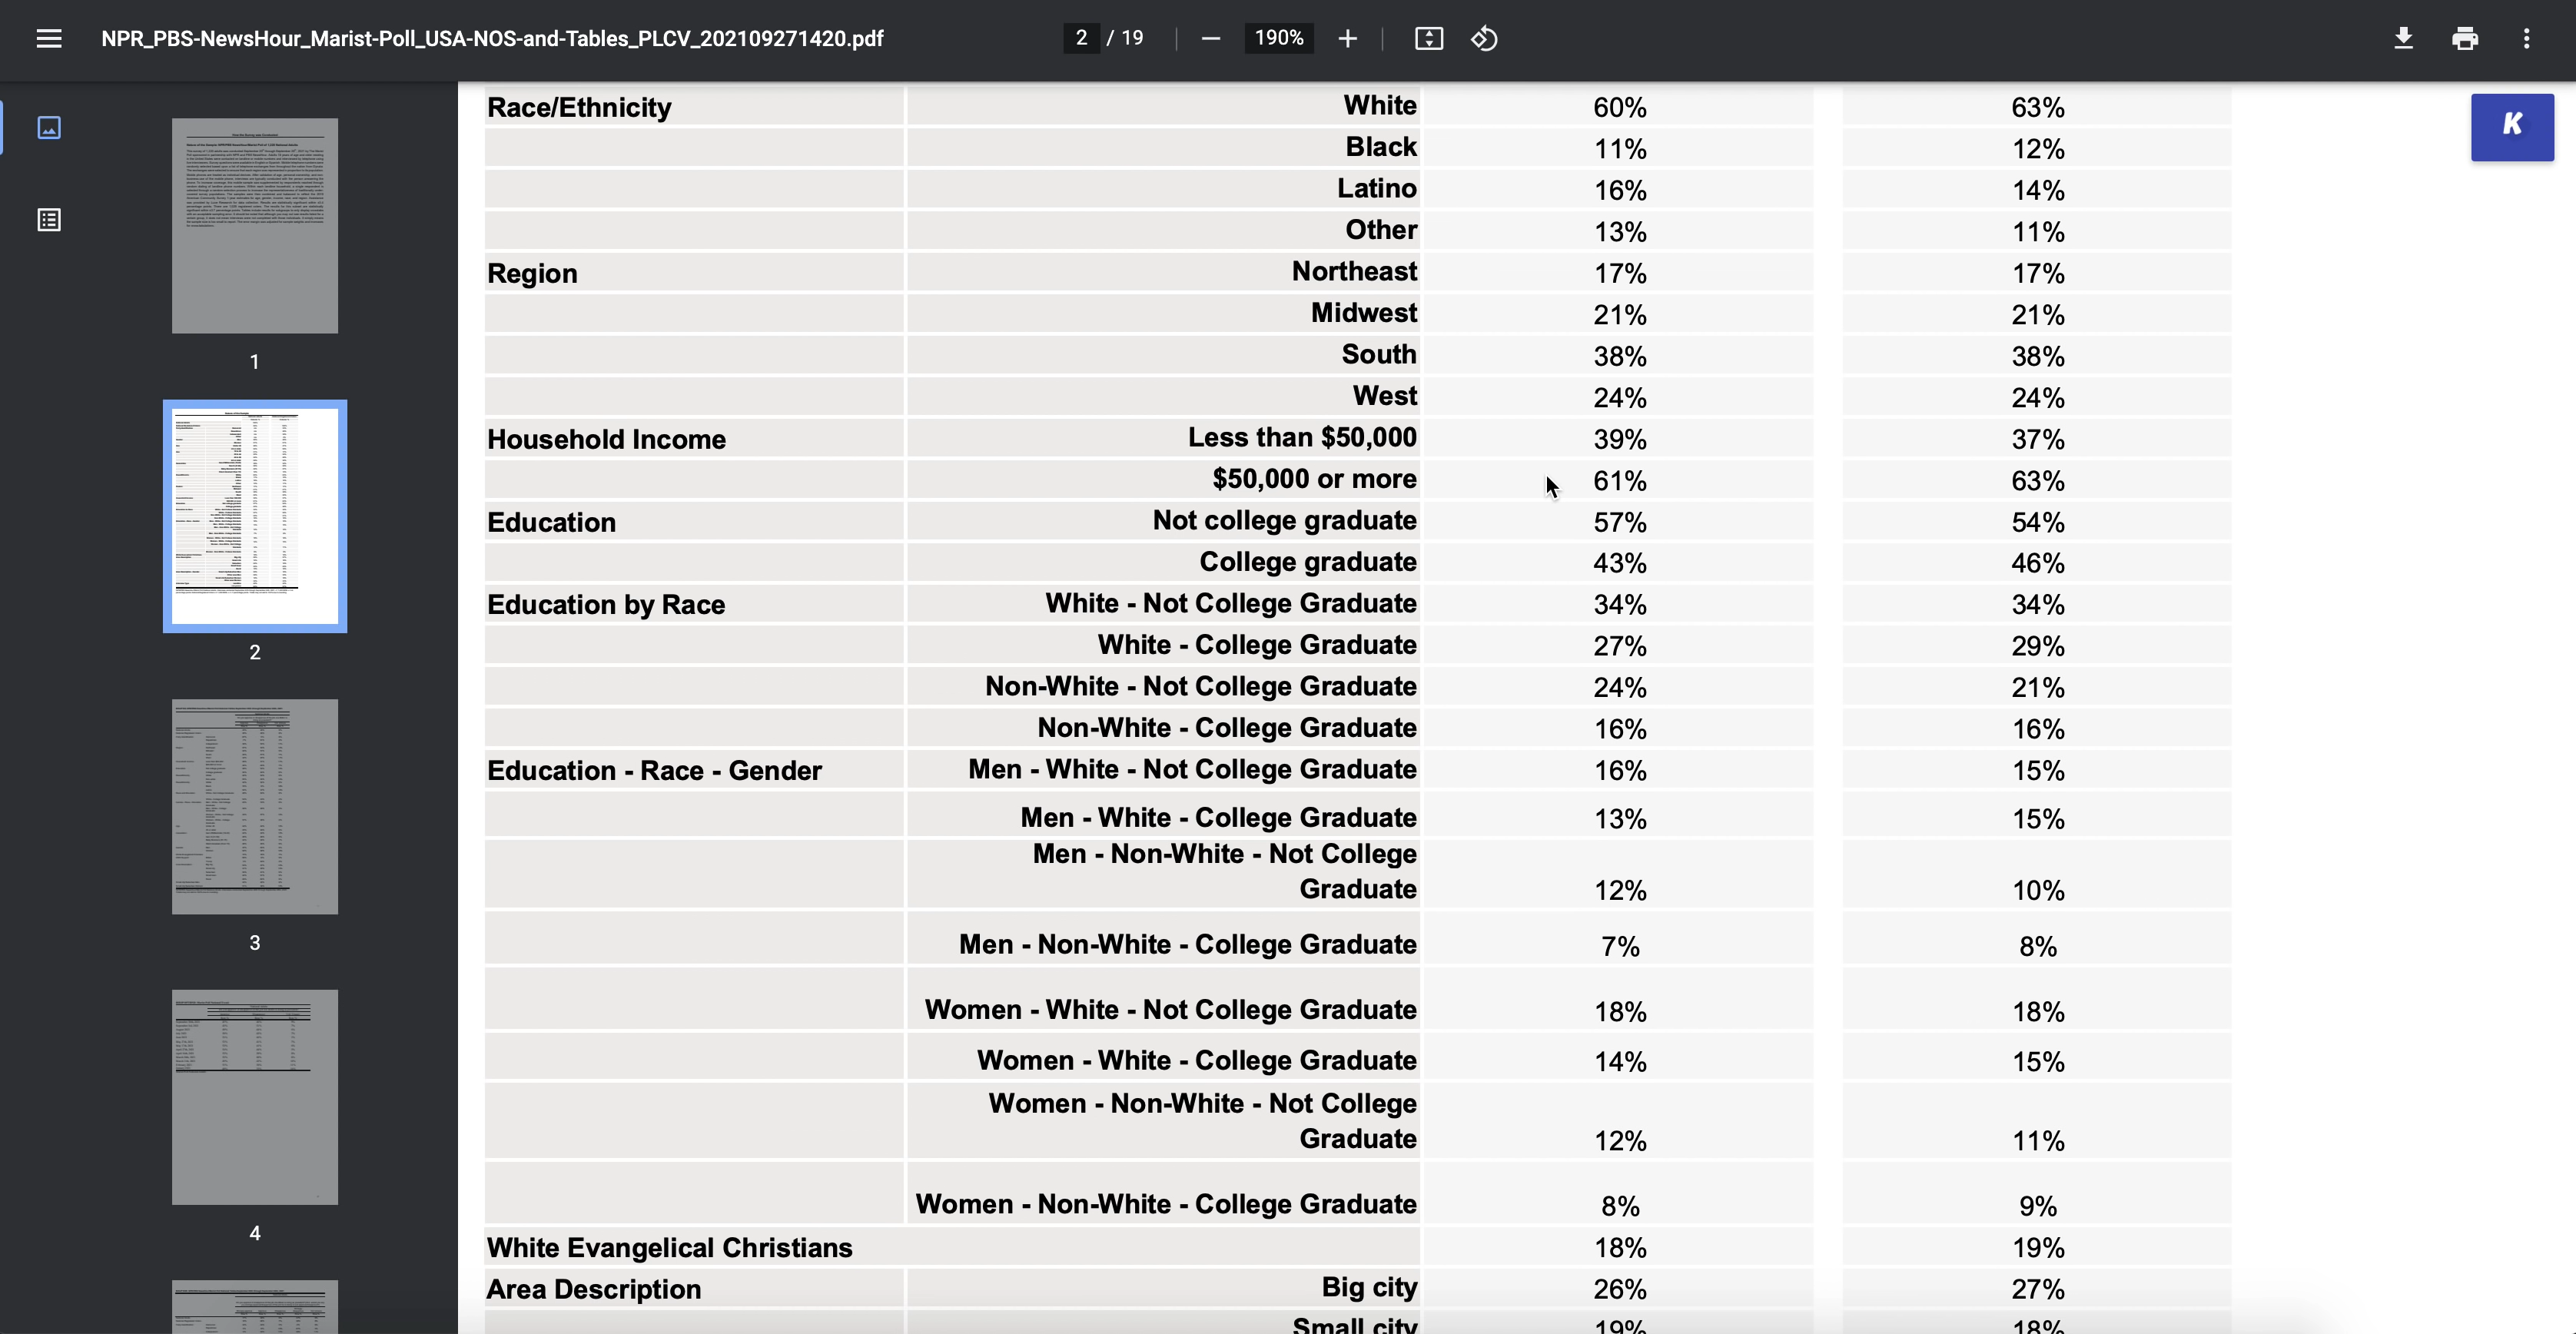 NPR_PBS-NewsHour_Marist-Poll_USA-NOS-and-Tables_PLCV_202109271420.pdf 2 / 19 190%
Race/Ethnicity White 60% 63%
Black 11% 12%
Latino 16% 14%
Other 13% 11%
Region Northeast 17% 17%
Midwest 21% 21%
South 38% 38%
West 24% 24%
Household Income Less than $50,000 39% 37%
$50,000 or more 61% 63%
Education Not college graduate 57% 54%
College graduate 43% 46%
Education by Race White - Not College Graduate 34% 34%
White - College Graduate 27% 29%
Non-White - Not College Graduate 24% 21%
Non-White - College Graduate 16% 16%
Education - Race - Gender Men - White - Not College Graduate 16% 15%
Men - White - College Graduate 13% 15%
Men - Non-White - Not College
Graduate 12% 10%
Men - Non-White - College Graduate 7% 8%
Women - White - Not College Graduate 18% 18%
Women - White - College Graduate 14% 15%
Women - Non-White - Not College
Graduate 12% 11%
Women - Non-White - College Graduate 8% 9%
White Evangelical Christians 18% 19%
Area Description Big city 26% 27%
Small city 19% 18%
1
2
3
4
K